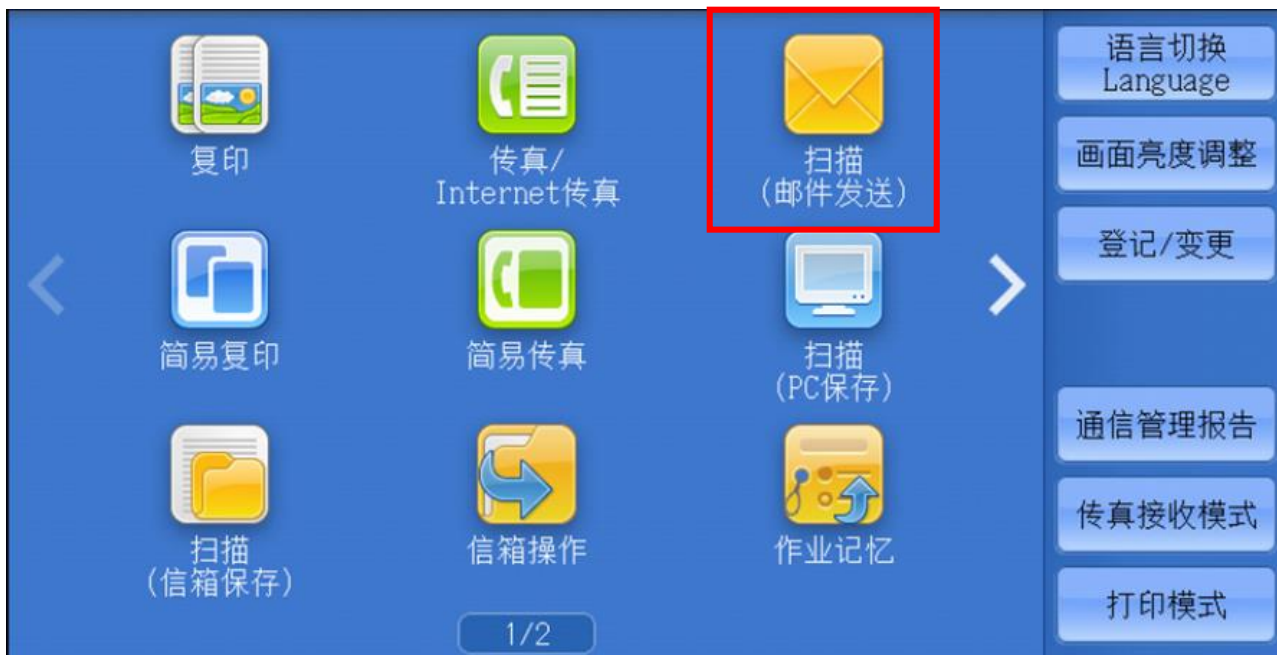 复印
传真/
Internet传真
扫描
(邮件发送)
简易复印
简易传真
扫描
(PC保存)
扫描
(信箱保存)
信箱操作
作业记忆
1/2
语言切换
Language
画面亮度调整
登记/变更
通信管理报告
传真接收模式
打印模式